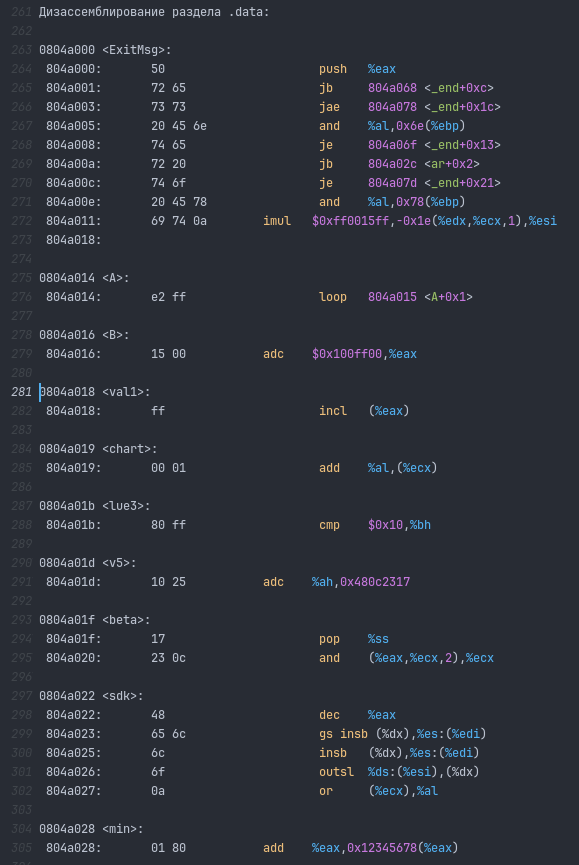 261 Дизассемблирование раздела .data:
262
263 0804a000 <ExitMsg>:
264 804a000: 50 push %eax
265 804a001: 72 65 jb 804a068 <_end+0xc>
266 804a003: 73 73 jae 804a078 <_end+0x1c>
267 804a005: 20 45 6e and %al,0x6e(%ebp)
268 804a008: 74 65 je 804a06f <_end+0x13>
269 804a00a: 72 20 jb 804a02c <ar+0x2>
270 804a00c: 74 6f je 804a07d <_end+0x21>
271 804a00e: 20 45 78 and %al,0x78(%ebp)
272 804a011: 69 74 0a imul $0xff0015ff,-0x1e(%edx,%ecx,1),%esi
273 804a018:
274
275 0804a014 <A>:
276 804a014: e2 ff loop 804a015 <A+0x1>
277
278 0804a016 <B>:
279 804a016: 15 00 adc $0x100ff00,%eax
280
281 0804a018 <val1>:
282 804a018: ff incl (%eax)
283
284 0804a019 <chart>:
285 804a019: 00 01 add %al,(%ecx)
286
287 0804a01b <lue3>:
288 804a01b: 80 ff cmp $0x10,%bh
289
290 0804a01d <v5>:
291 804a01d: 10 25 adc %ah,0x480c2317
292
293 0804a01f <beta>:
294 804a01f: 17 pop %ss
295 804a020: 23 0c and (%eax,%ecx,2),%ecx
296
297 0804a022 <sdk>:
298 804a022: 48 dec %eax
299 804a023: 65 6c gs insb (%dx),%es:(%edi)
300 804a025: 6c insb (%dx),%es:(%edi)
301 804a026: 6f outsl %ds:(%esi),(%dx)
302 804a027: 0a or (%ecx),%al
303
304 0804a028 <min>:
305 804a028: 01 80 add %eax,0x12345678(%eax)